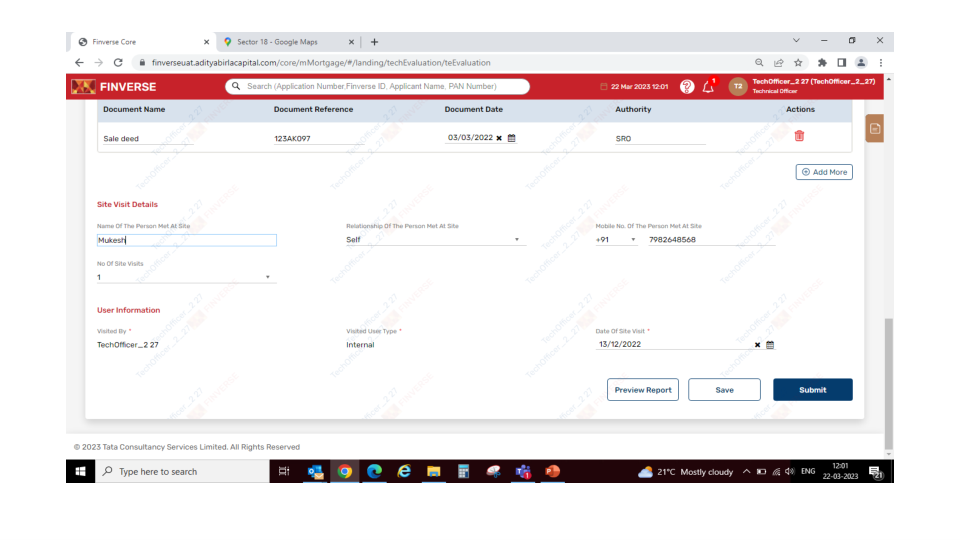 Finverse Core
Sector 18 - Google Maps
finverseuat.adityabirlacapital.com/core/mMortgage/#/landing/techEvaluation/teEvaluation
FINVERSE
Search (Application Number,Finverse ID, Applicant Name, PAN Number)
22 Mar 2023 12:01
T2
TechOfficer_2 27 (TechOfficer_2_27)
Technical Officer
Document Name Document Reference Document Date Authority Actions
Sale deed 123AK097 03/03/2022 SRO
Add More
Site Visit Details
Name Of The Person Met At Site Relationship Of The Person Met At Site Mobile No. Of The Person Met At Site
Mukesh Self +91 7982648568
No Of Site Visits
1
User Information
Visited By * Visited User Type * Date Of Site Visit *
TechOfficer_2 27 Internal 13/12/2022
Preview Report Save Submit
© 2023 Tata Consultancy Services Limited. All Rights Reserved
Type here to search
21°C Mostly cloudy
ENG
12:01
22-03-2023
21